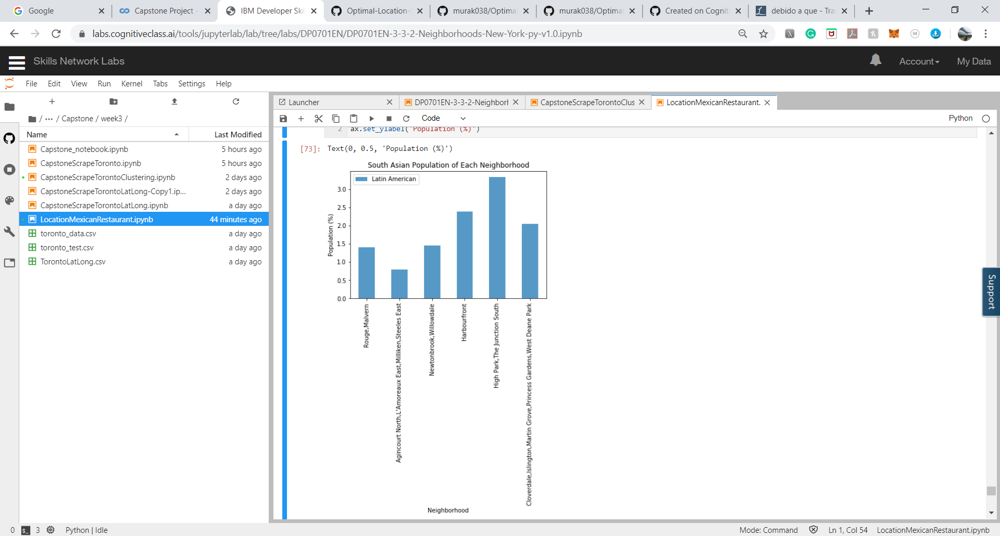 Google
Capstone Project -
IBM Developer Skil
Optimal-Location-
murak038/Optima
murak038/Optima
Created on Cogniti
debido a que - Tra
labs.cognitiveclass.ai/tools/jupyterlab/lab/tree/labs/DP0701EN/DP0701EN-3-3-2-Neighborhoods-New-York-py-v1.0.ipynb
Skills Network Labs
Account
My Data
File Edit View Run Kernel Tabs Settings Help
Launcher
DP0701EN-3-3-2-Neighborh
CapstoneScrapeTorontoClus
LocationMexicanRestaurant.
/ ··· / Capstone / week3 /
Code
Python
Name Last Modified
Capstone_notebook.ipynb 5 hours ago
CapstoneScrapeToronto.ipynb 5 hours ago
CapstoneScrapeTorontoClustering.ipynb 2 days ago
CapstoneScrapeTorontoLatLong-Copy1.ip... 2 days ago
CapstoneScrapeTorontoLatLong.ipynb a day ago
LocationMexicanRestaurant.ipynb 44 minutes ago
toronto_data.csv a day ago
toronto_test.csv a day ago
TorontoLatLong.csv a day ago
2 ax.set_ylabel('Population (%)')
[73]: Text(0, 0.5, 'Population (%)')
South Asian Population of Each Neighborhood
Latin American
Population (%)
3.0
2.5
2.0
1.5
1.0
0.5
0.0
Rouge,Malvern
Agincourt North,L'Amoreaux East,Milliken,Steeles East
Newtonbrook,Willowdale
Harbourfront
High Park,The Junction South
Cloverdale,Islington,Martin Grove,Princess Gardens,West Deane Park
Neighborhood
Support
0 $_ 3 Python | Idle
Mode: Command Ln 1, Col 54 LocationMexicanRestaurant.ipynb